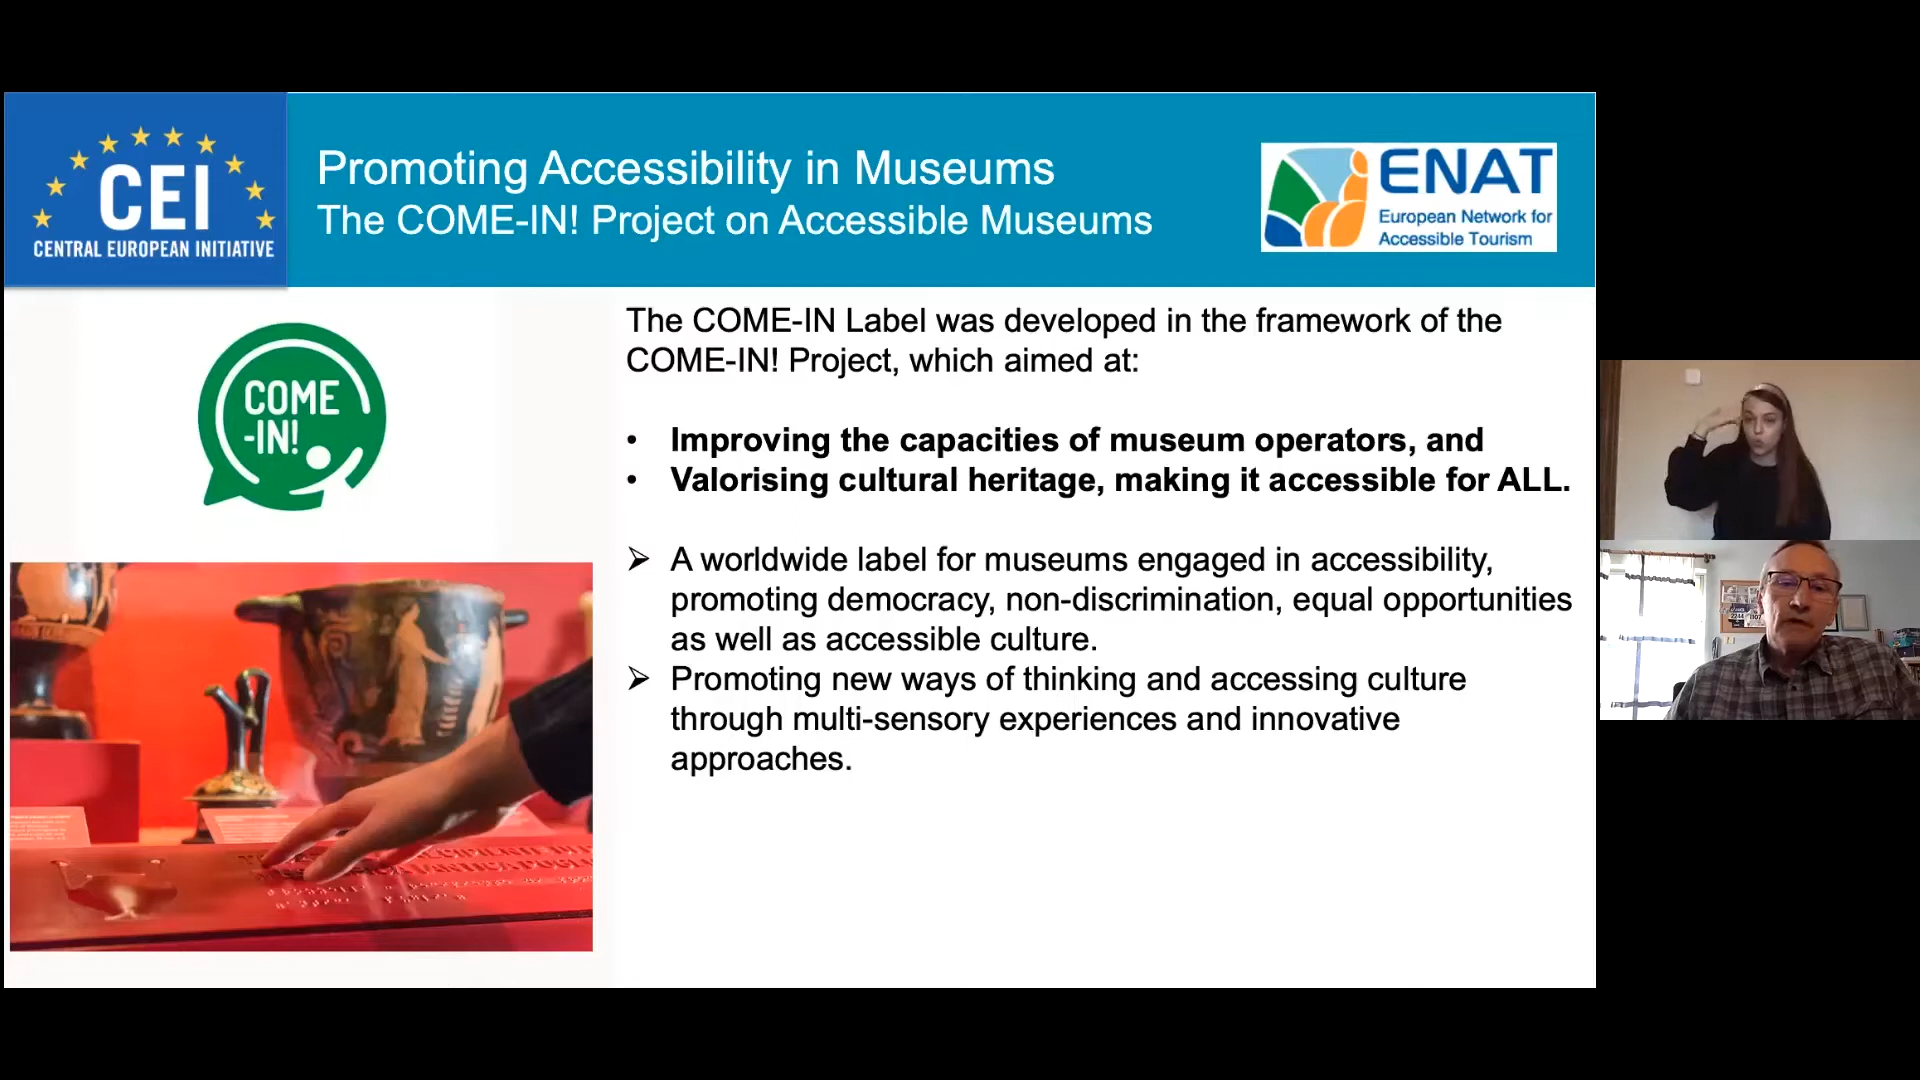 CEI
CENTRAL EUROPEAN INITIATIVE
Promoting Accessibility in Museums
The COME-IN! Project on Accessible Museums
ENAT
European Network for
Accessible Tourism
COME
-IN!
The COME-IN Label was developed in the framework of the
COME-IN! Project, which aimed at:
• Improving the capacities of museum operators, and
• Valorising cultural heritage, making it accessible for ALL.
➢ A worldwide label for museums engaged in accessibility,
promoting democracy, non-discrimination, equal opportunities
as well as accessible culture.
➢ Promoting new ways of thinking and accessing culture
through multi-sensory experiences and innovative
approaches.